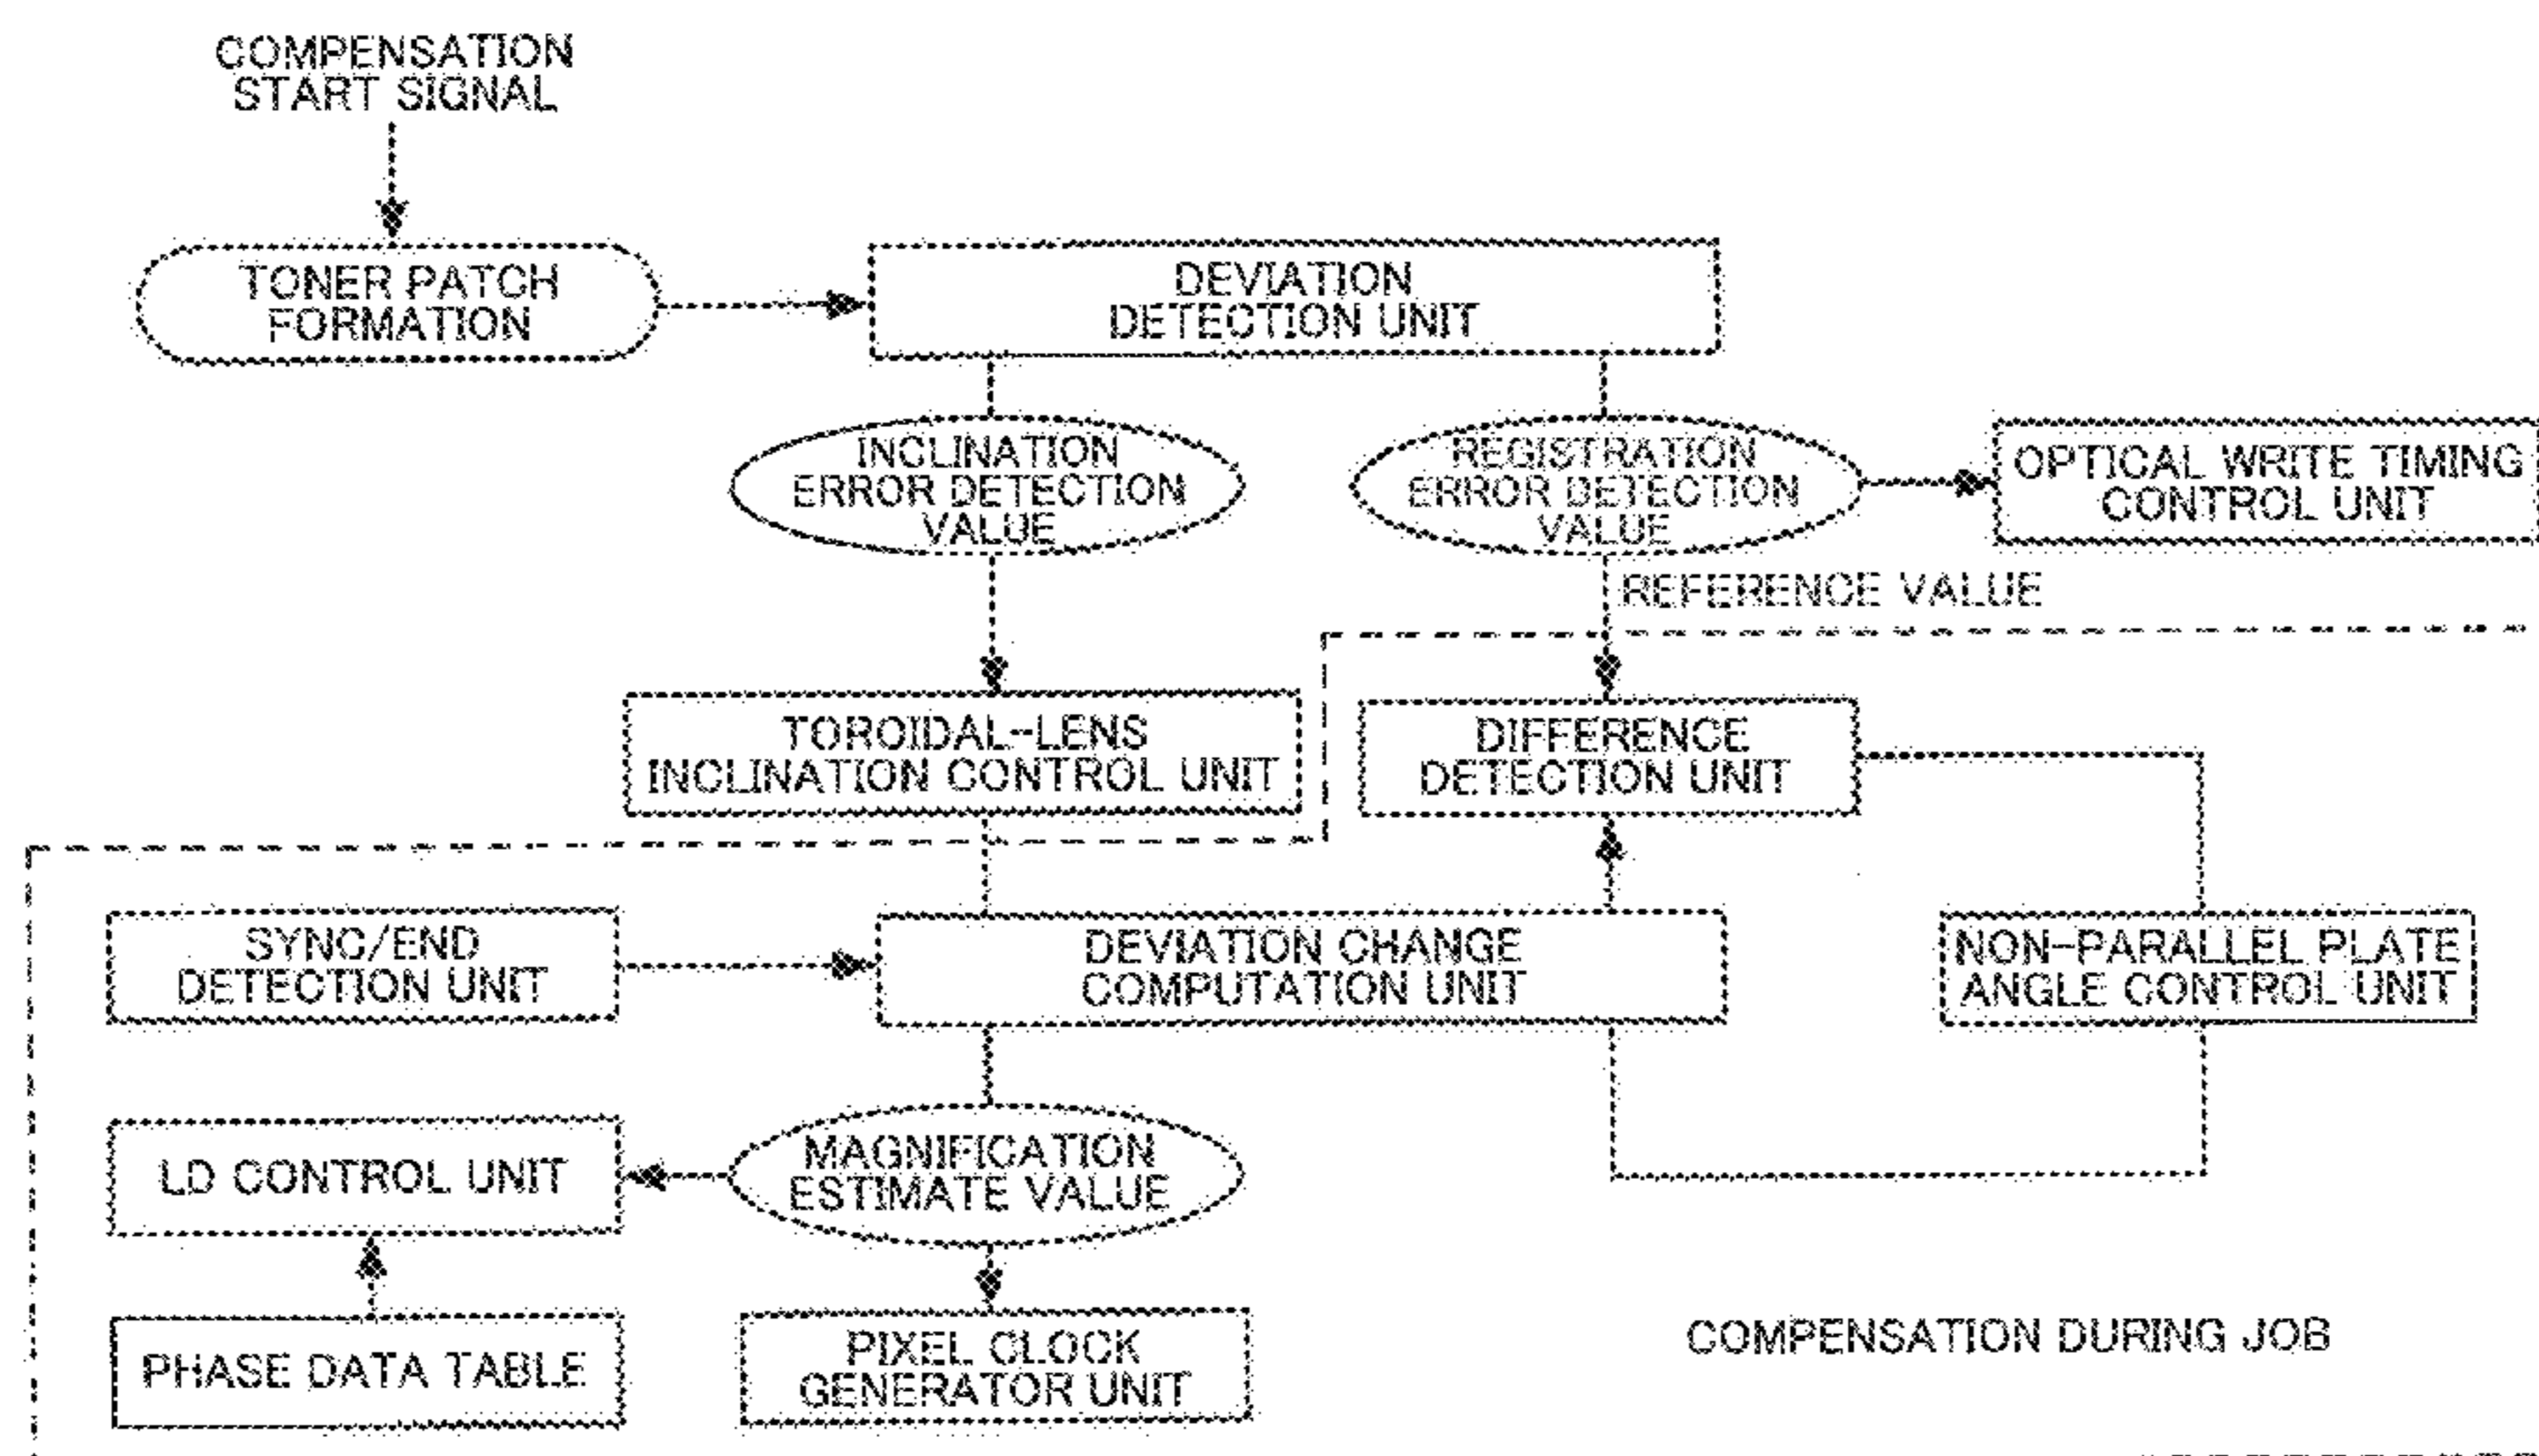 COMPENSATION
START SIGNAL
TONER PATCH
FORMATION
DEVIATION
DETECTION UNIT
INCLINATION
ERROR DETECTION
VALUE
REGISTRATION
ERROR DETECTION
VALUE
OPTICAL WRITE TIMING
CONTROL UNIT
REFERENCE VALUE
TOROIDAL-LENS
INCLINATION CONTROL UNIT
DIFFERENCE
DETECTION UNIT
SYNC/END
DETECTION UNIT
DEVIATION CHANGE
COMPUTATION UNIT
NON-PARALLEL PLATE
ANGLE CONTROL UNIT
LD CONTROL UNIT
MAGNIFICATION
ESTIMATE VALUE
PHASE DATA TABLE
PIXEL CLOCK
GENERATOR UNIT
COMPENSATION DURING JOB